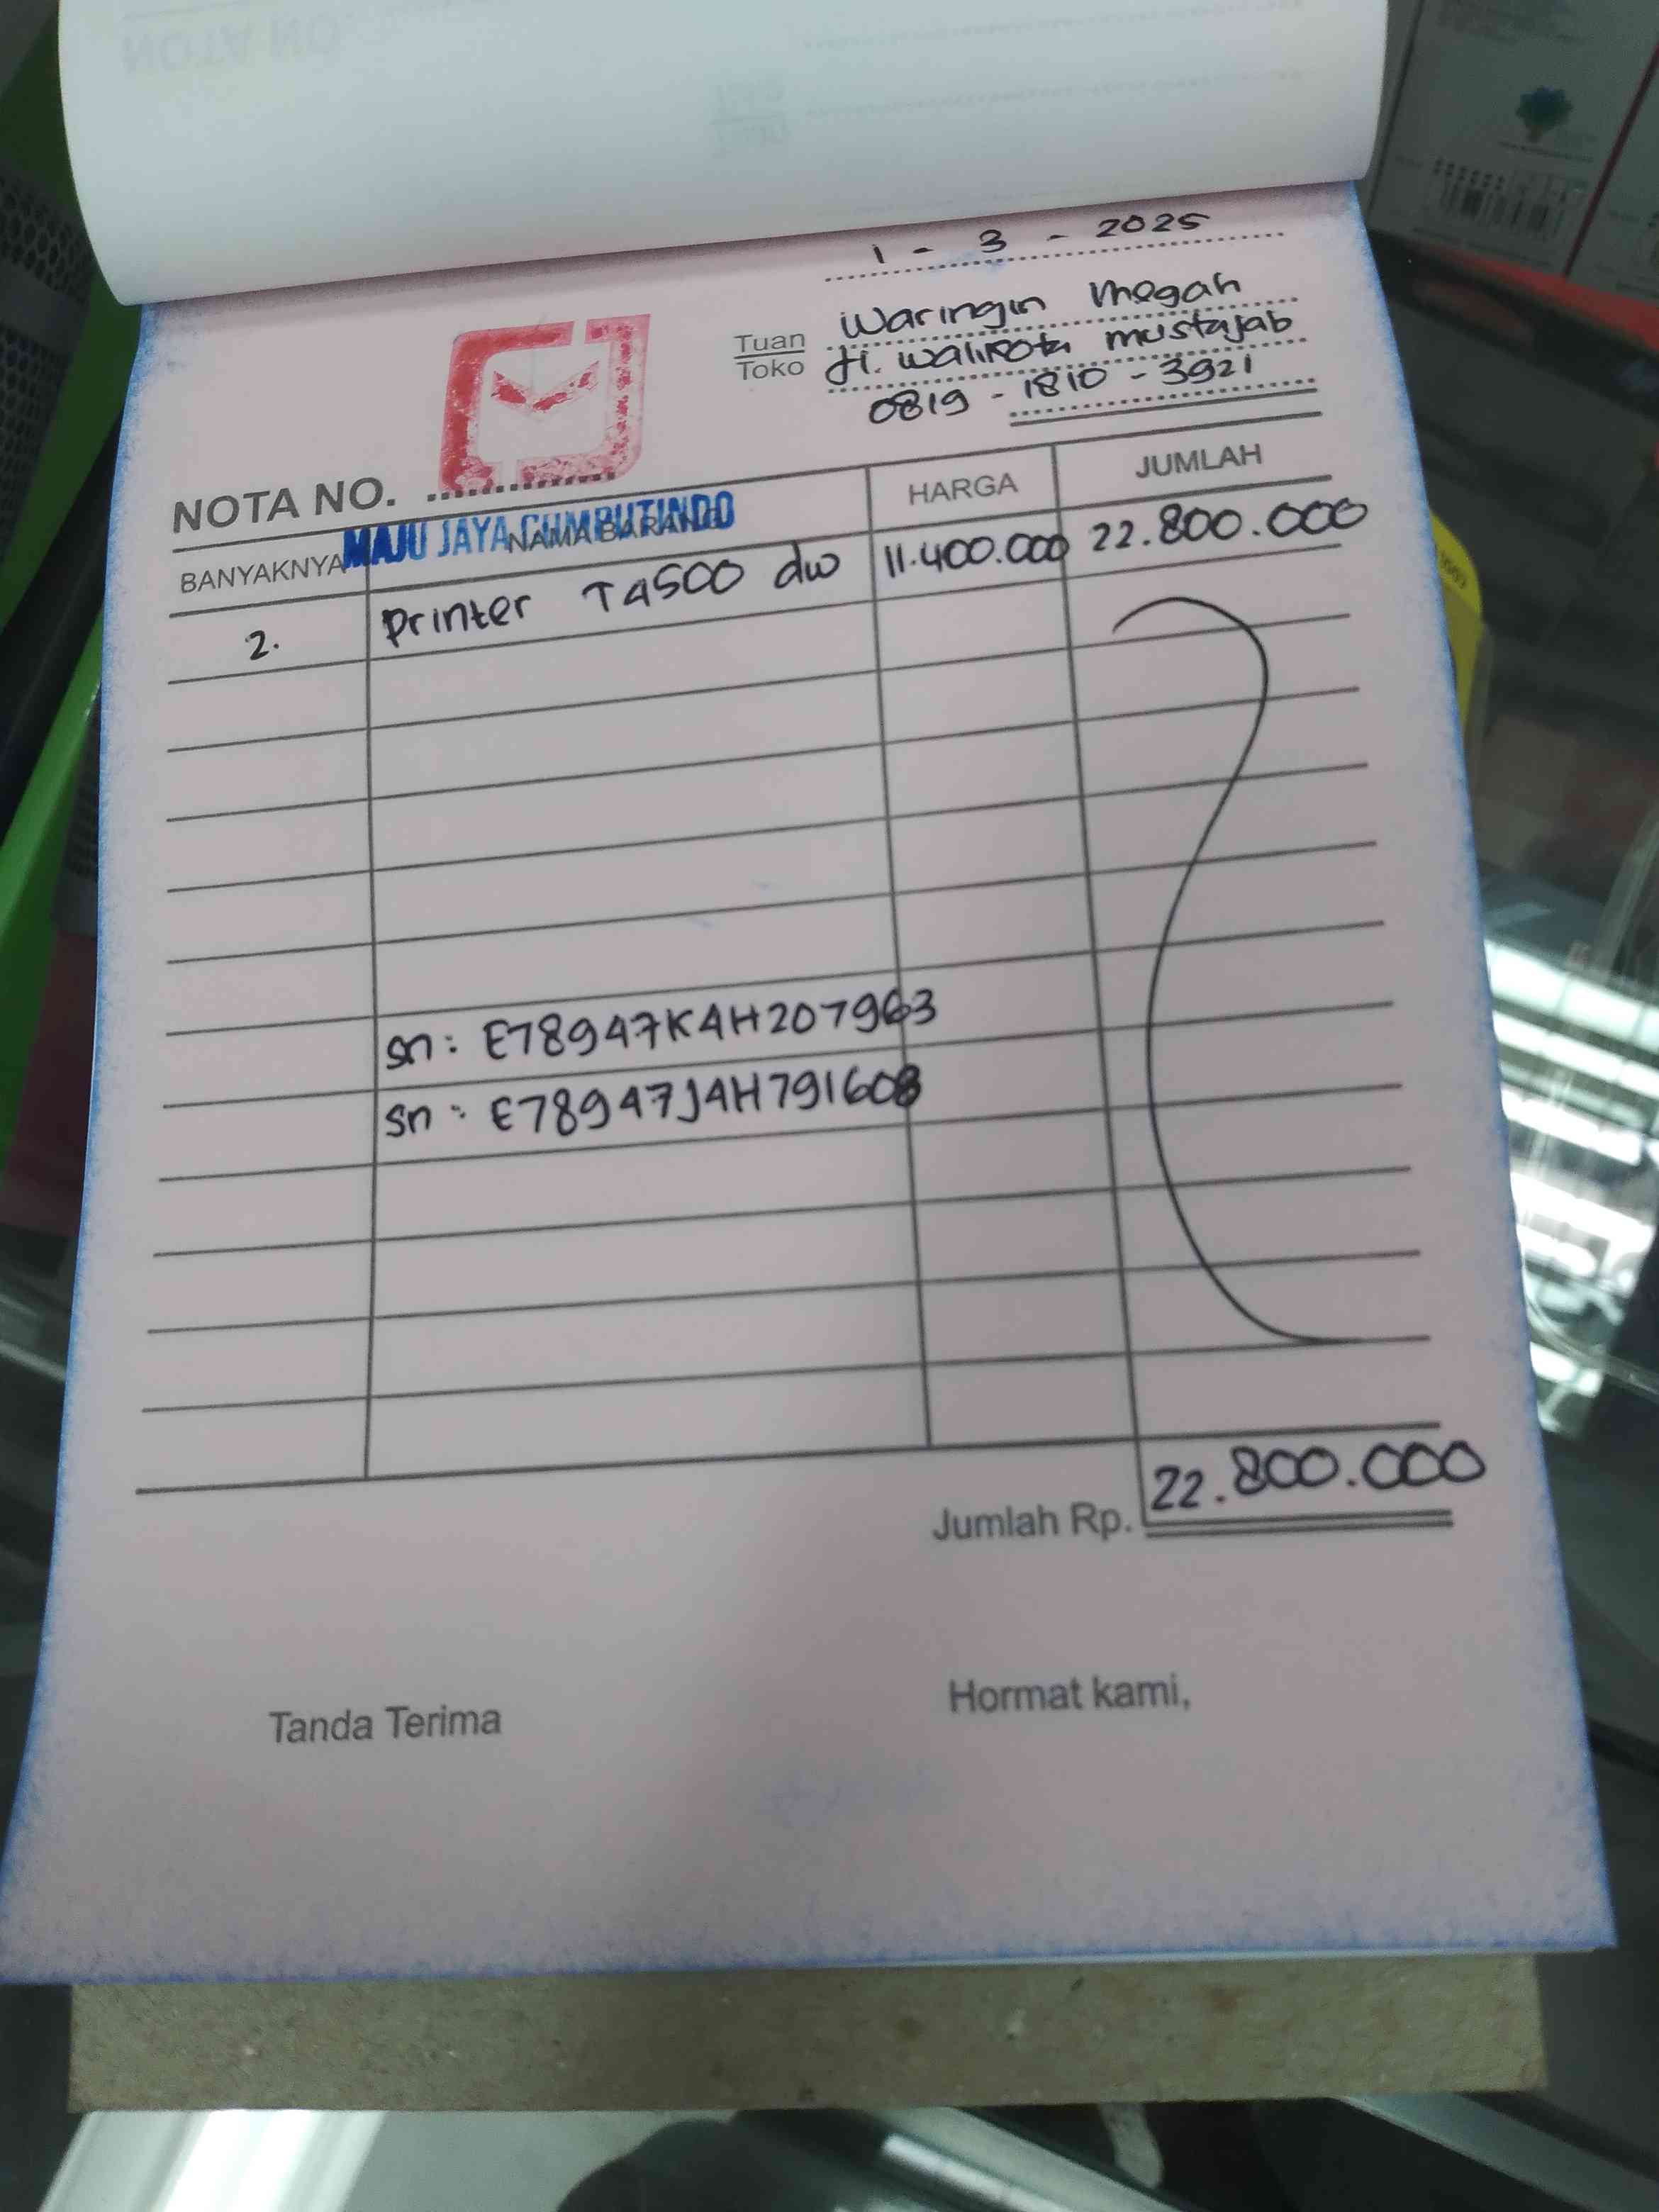 1 - 3 - 2025
Tuan Toko
Waringin Megah
Jl. Walikota mustajab
0819 - 1810 - 3921
NOTA NO.
MAJU JAYA CUMPUTINDO
BANYAKNYA NAMA BARANG HARGA JUMLAH
2. Printer T4500 dw 11.400.000 22.800.000
Sn : E78947K4H207963
Sn : E78947J4H791608
Jumlah Rp. 22.800.000
Tanda Terima Hormat kami,